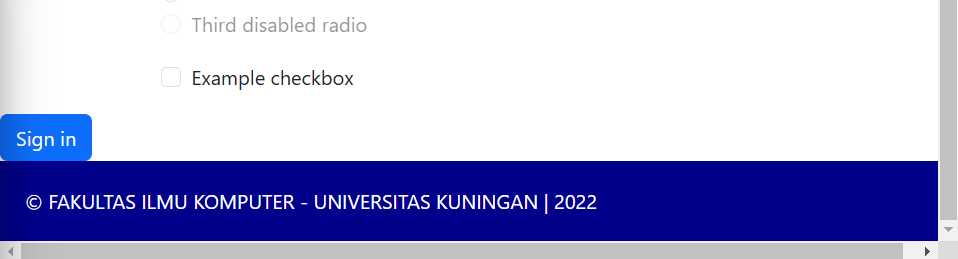 Third disabled radio
Example checkbox
Sign in
© FAKULTAS ILMU KOMPUTER - UNIVERSITAS KUNINGAN | 2022